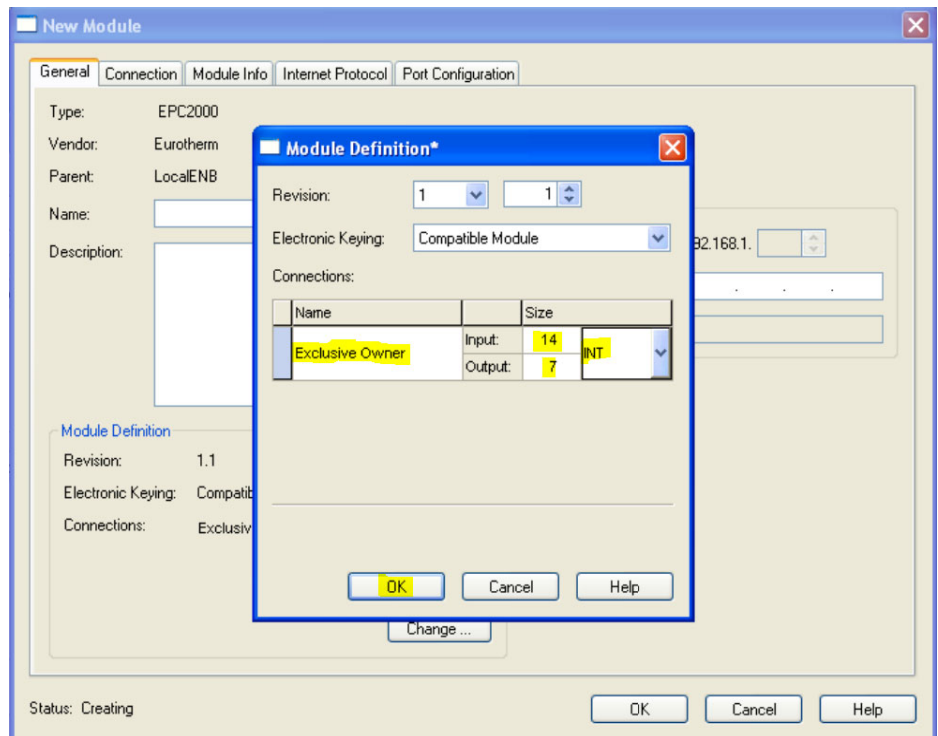 New Module
General Connection Module Info Internet Protocol Port Configuration
Type: EPC2000
Vendor: Eurotherm
Parent: LocalENB
Name:
Description:
Module Definition*
Revision: 1 1
Electronic Keying: Compatible Module
Connections:
Name Size
Exclusive Owner Input: 14 INT
Output: 7
OK Cancel Help
92.168.1.
. . .
Module Definition
Revision: 1.1
Electronic Keying: Compatib
Connections: Exclusiv
Change ...
Status: Creating
OK Cancel Help